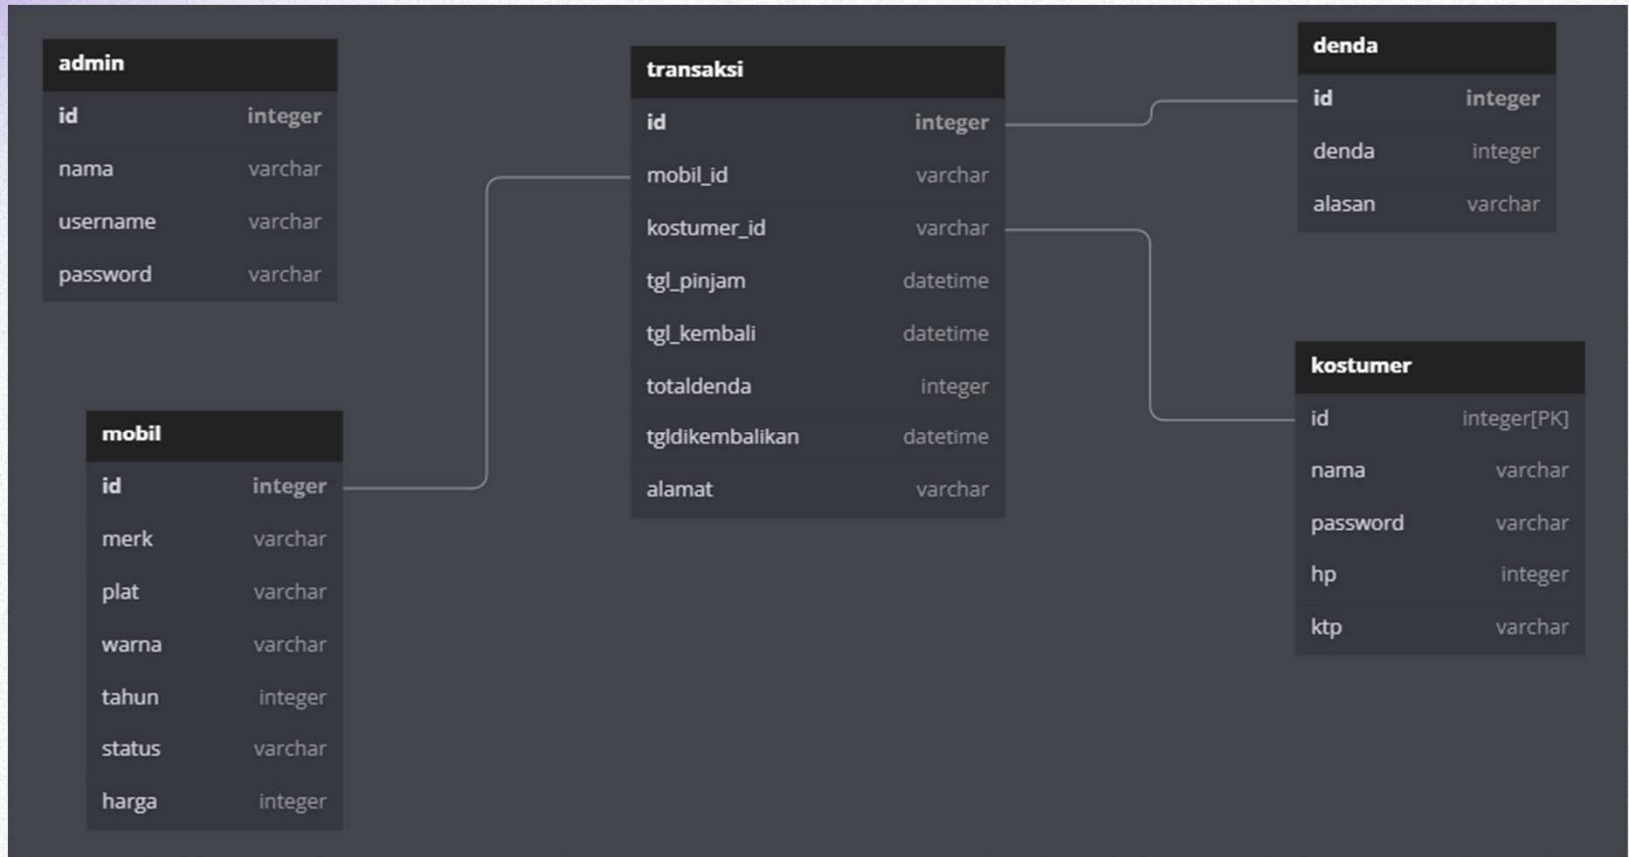 admin
id integer
nama varchar
username varchar
password varchar
mobil
id integer
merk varchar
plat varchar
warna varchar
tahun integer
status varchar
harga integer
transaksi
id integer
mobil_id varchar
kostumer_id varchar
tgl_pinjam datetime
tgl_kembali datetime
totaldenda integer
tgldikembalikan datetime
alamat varchar
denda
id integer
denda integer
alasan varchar
kostumer
id integer[PK]
nama varchar
password varchar
hp integer
ktp varchar